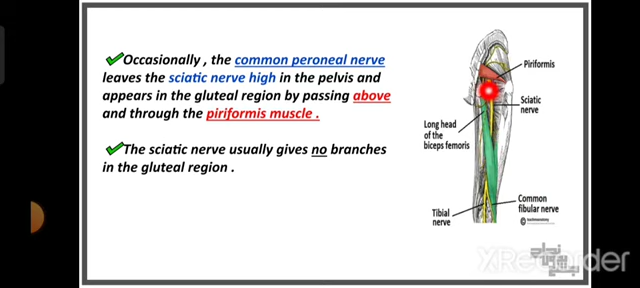 Occasionally , the common peroneal nerve
leaves the sciatic nerve high in the pelvis and
appears in the gluteal region by passing above
and through the piriformis muscle .
The sciatic nerve usually gives no branches
in the gluteal region .
Piriformis
Sciatic
nerve
Long head
of the
biceps femoris
Common
fibular nerve
Tibial
nerve
XRecorder